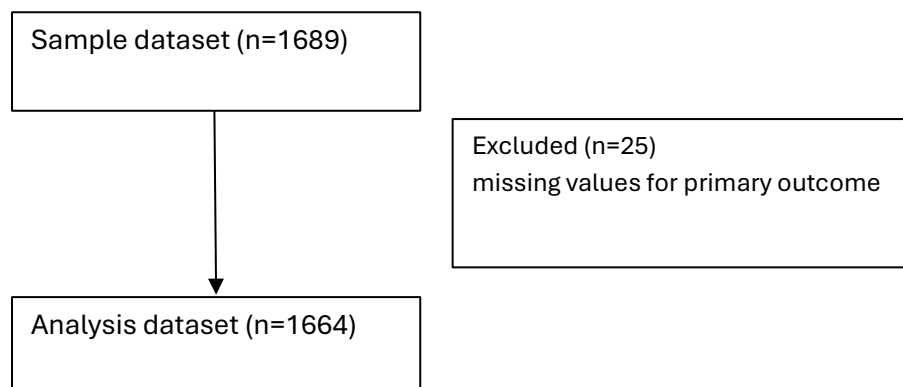 Sample dataset (n=1689)
Excluded (n=25)
missing values for primary outcome
Analysis dataset (n=1664)